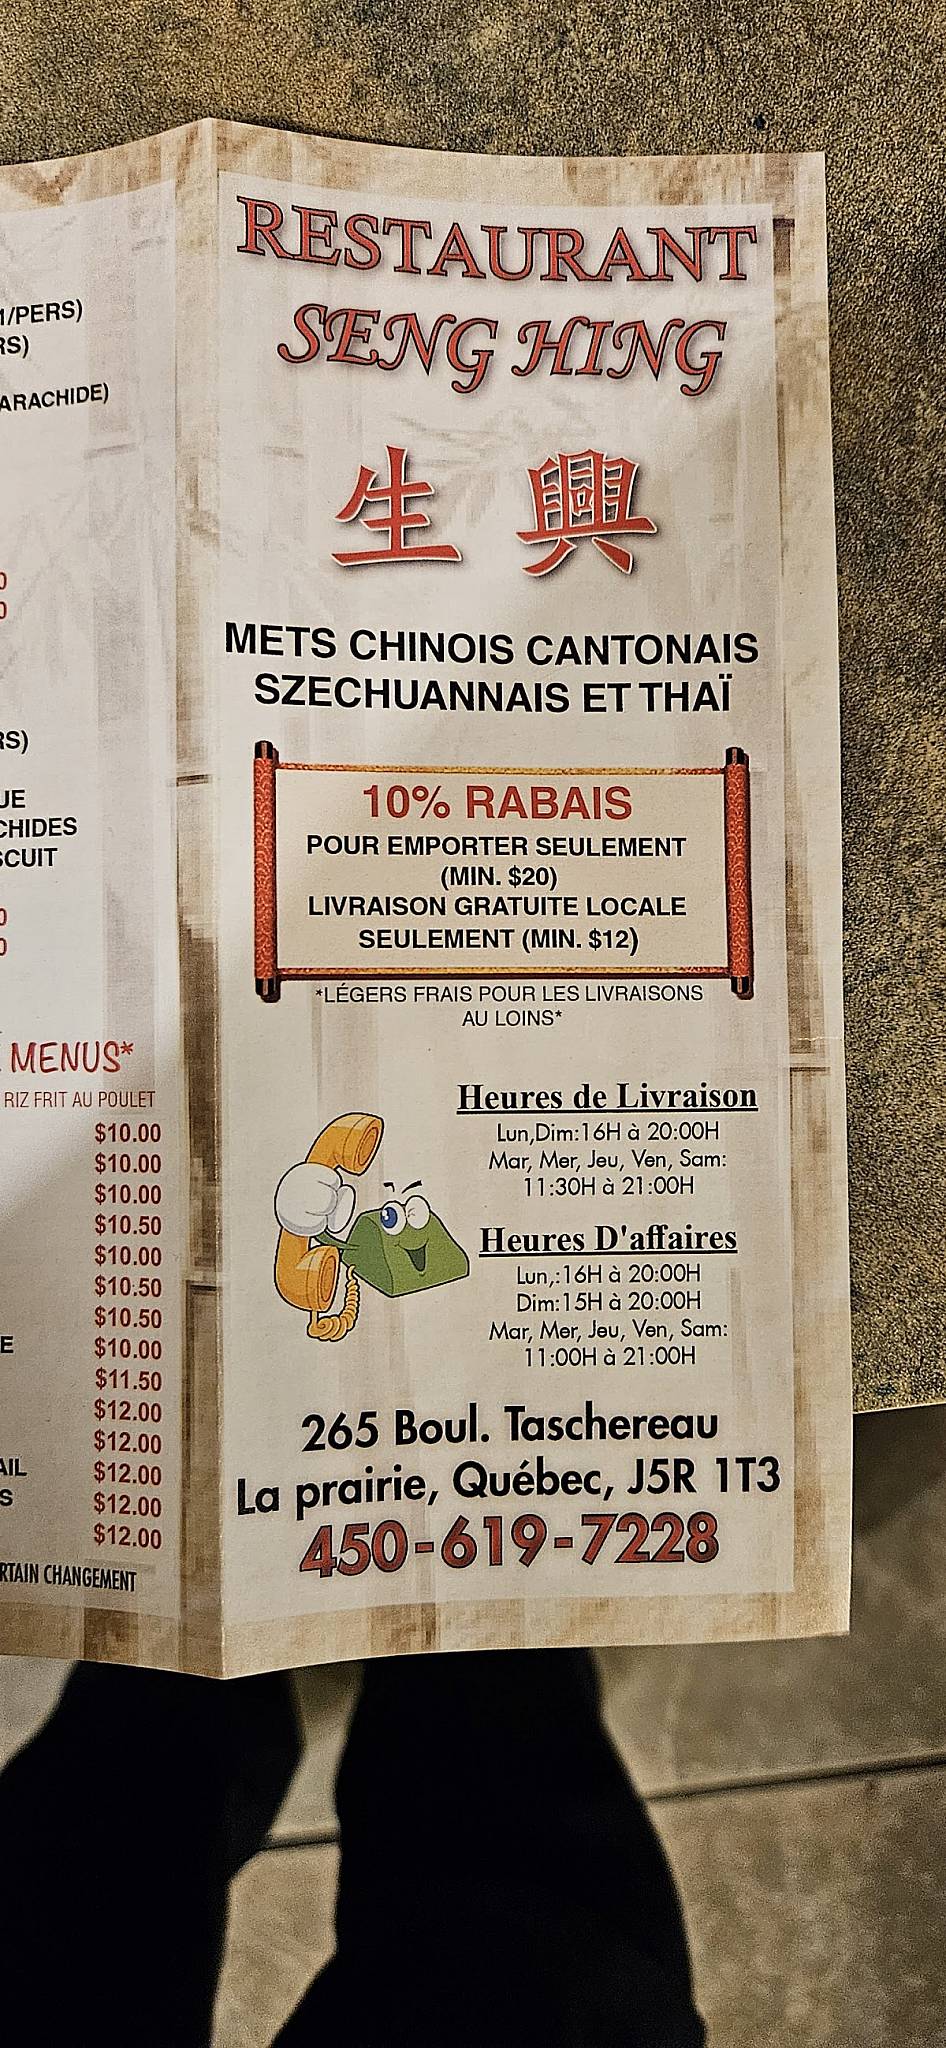 1/PERS)
RS)
ARACHIDE)
0
0
RS)
UE
CHIDES
SCUIT
0
0
MENUS*
RIZ FRIT AU POULET
$10.00
$10.00
$10.00
$10.50
$10.00
$10.50
$10.50
E $10.00
$11.50
$12.00
$12.00
AIL $12.00
S $12.00
$12.00
RTAIN CHANGEMENT
RESTAURANT
SENG HING
生 興
METS CHINOIS CANTONAIS
SZECHUANNAIS ET THAÏ
10% RABAIS
POUR EMPORTER SEULEMENT
(MIN. $20)
LIVRAISON GRATUITE LOCALE
SEULEMENT (MIN. $12)
*LÉGERS FRAIS POUR LES LIVRAISONS
AU LOINS*
Heures de Livraison
Lun,Dim:16H à 20:00H
Mar, Mer, Jeu, Ven, Sam:
11:30H à 21:00H
Heures D'affaires
Lun,:16H à 20:00H
Dim:15H à 20:00H
Mar, Mer, Jeu, Ven, Sam:
11:00H à 21:00H
265 Boul. Taschereau
La prairie, Québec, J5R 1T3
450-619-7228